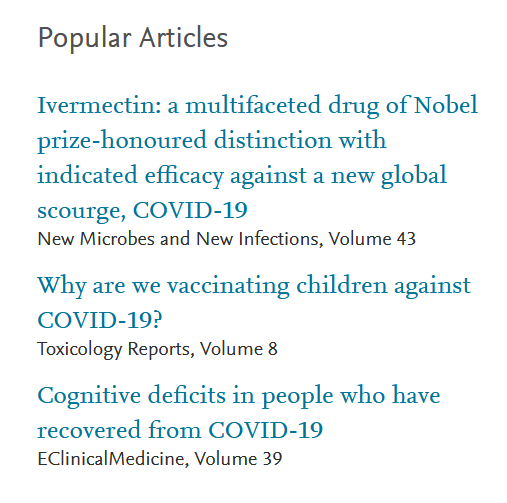 Popular Articles
Ivermectin: a multifaceted drug of Nobel
prize-honoured distinction with
indicated efficacy against a new global
scourge, COVID-19
New Microbes and New Infections, Volume 43
Why are we vaccinating children against
COVID-19?
Toxicology Reports, Volume 8
Cognitive deficits in people who have
recovered from COVID-19
EClinicalMedicine, Volume 39